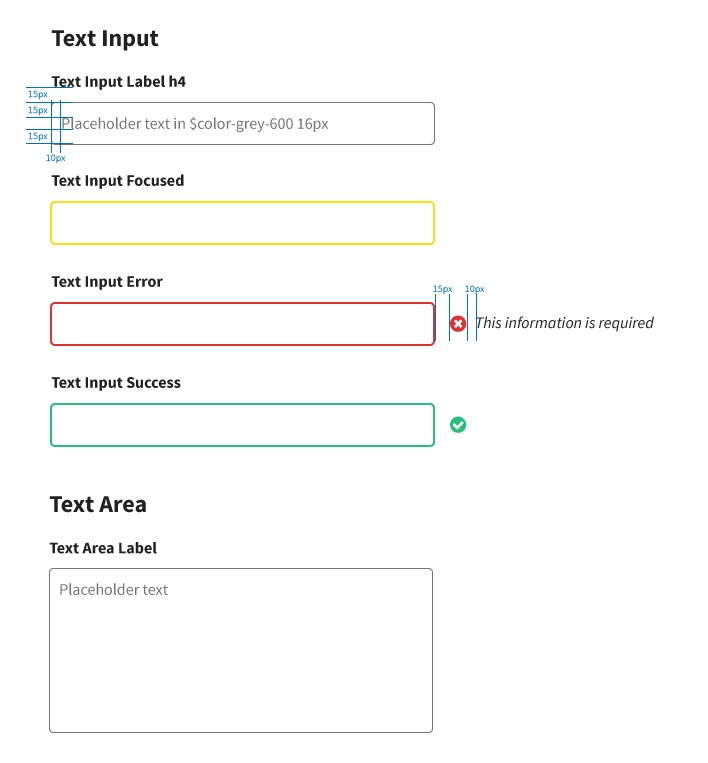 Text Input
Text Input Label h4
15px
15px
Placeholder text in $color-grey-600 16px
15px
10px
Text Input Focused
Text Input Error
15px
10px
This information is required
Text Input Success
Text Area
Text Area Label
Placeholder text